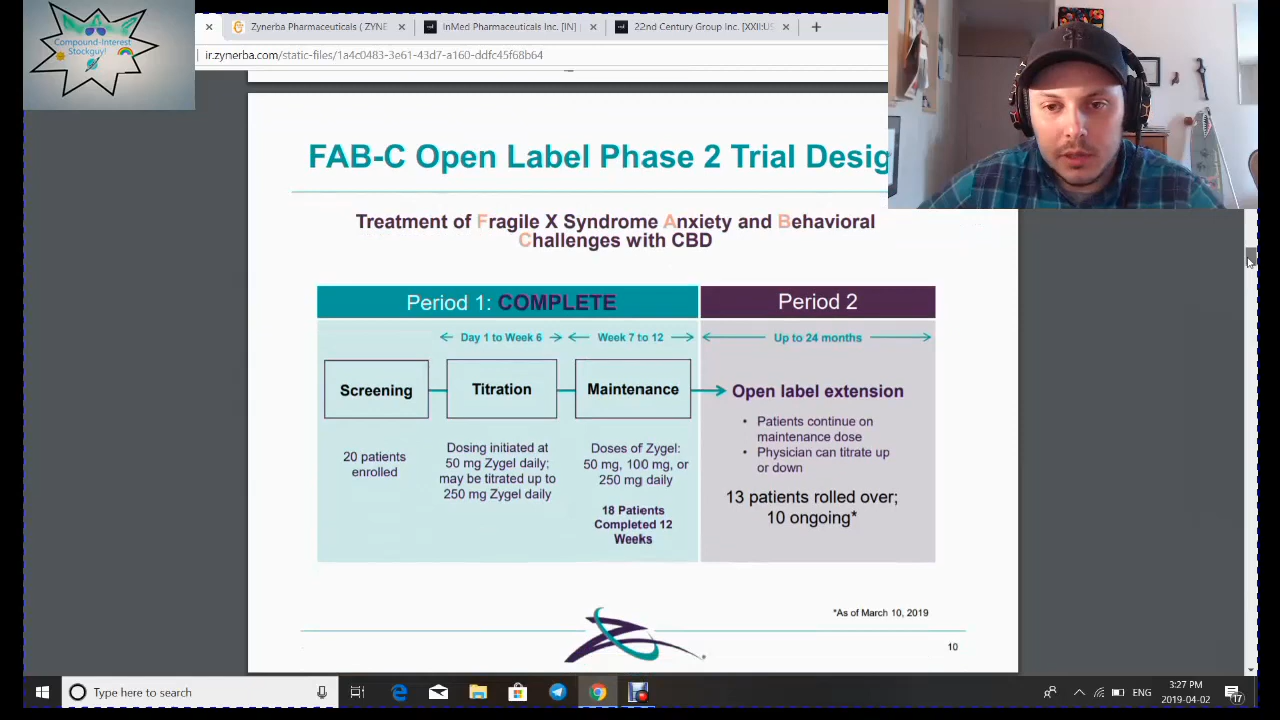 Compound-Interest
Stockguy!
Zynerba Pharmaceuticals ( ZYN
InMed Pharmaceuticals Inc. [IN]
22nd Century Group Inc. [XXII:US
ir.zynerba.com/static-files/1a4c0483-3e61-43d7-a160-ddfc45f68b64
FAB-C Open Label Phase 2 Trial Desig
Treatment of Fragile X Syndrome Anxiety and Behavioral
Challenges with CBD
Period 1: COMPLETE
Period 2
Day 1 to Week 6
Week 7 to 12
Up to 24 months
Screening
Titration
Maintenance
Open label extension
20 patients
enrolled
Dosing initiated at
50 mg Zygel daily;
may be titrated up to
250 mg Zygel daily
Doses of Zygel:
50 mg, 100 mg, or
250 mg daily
18 Patients
Completed 12
Weeks
• Patients continue on
maintenance dose
• Physician can titrate up
or down
13 patients rolled over;
10 ongoing*
*As of March 10, 2019
10
Type here to search
ENG
3:27 PM
2019-04-02
17